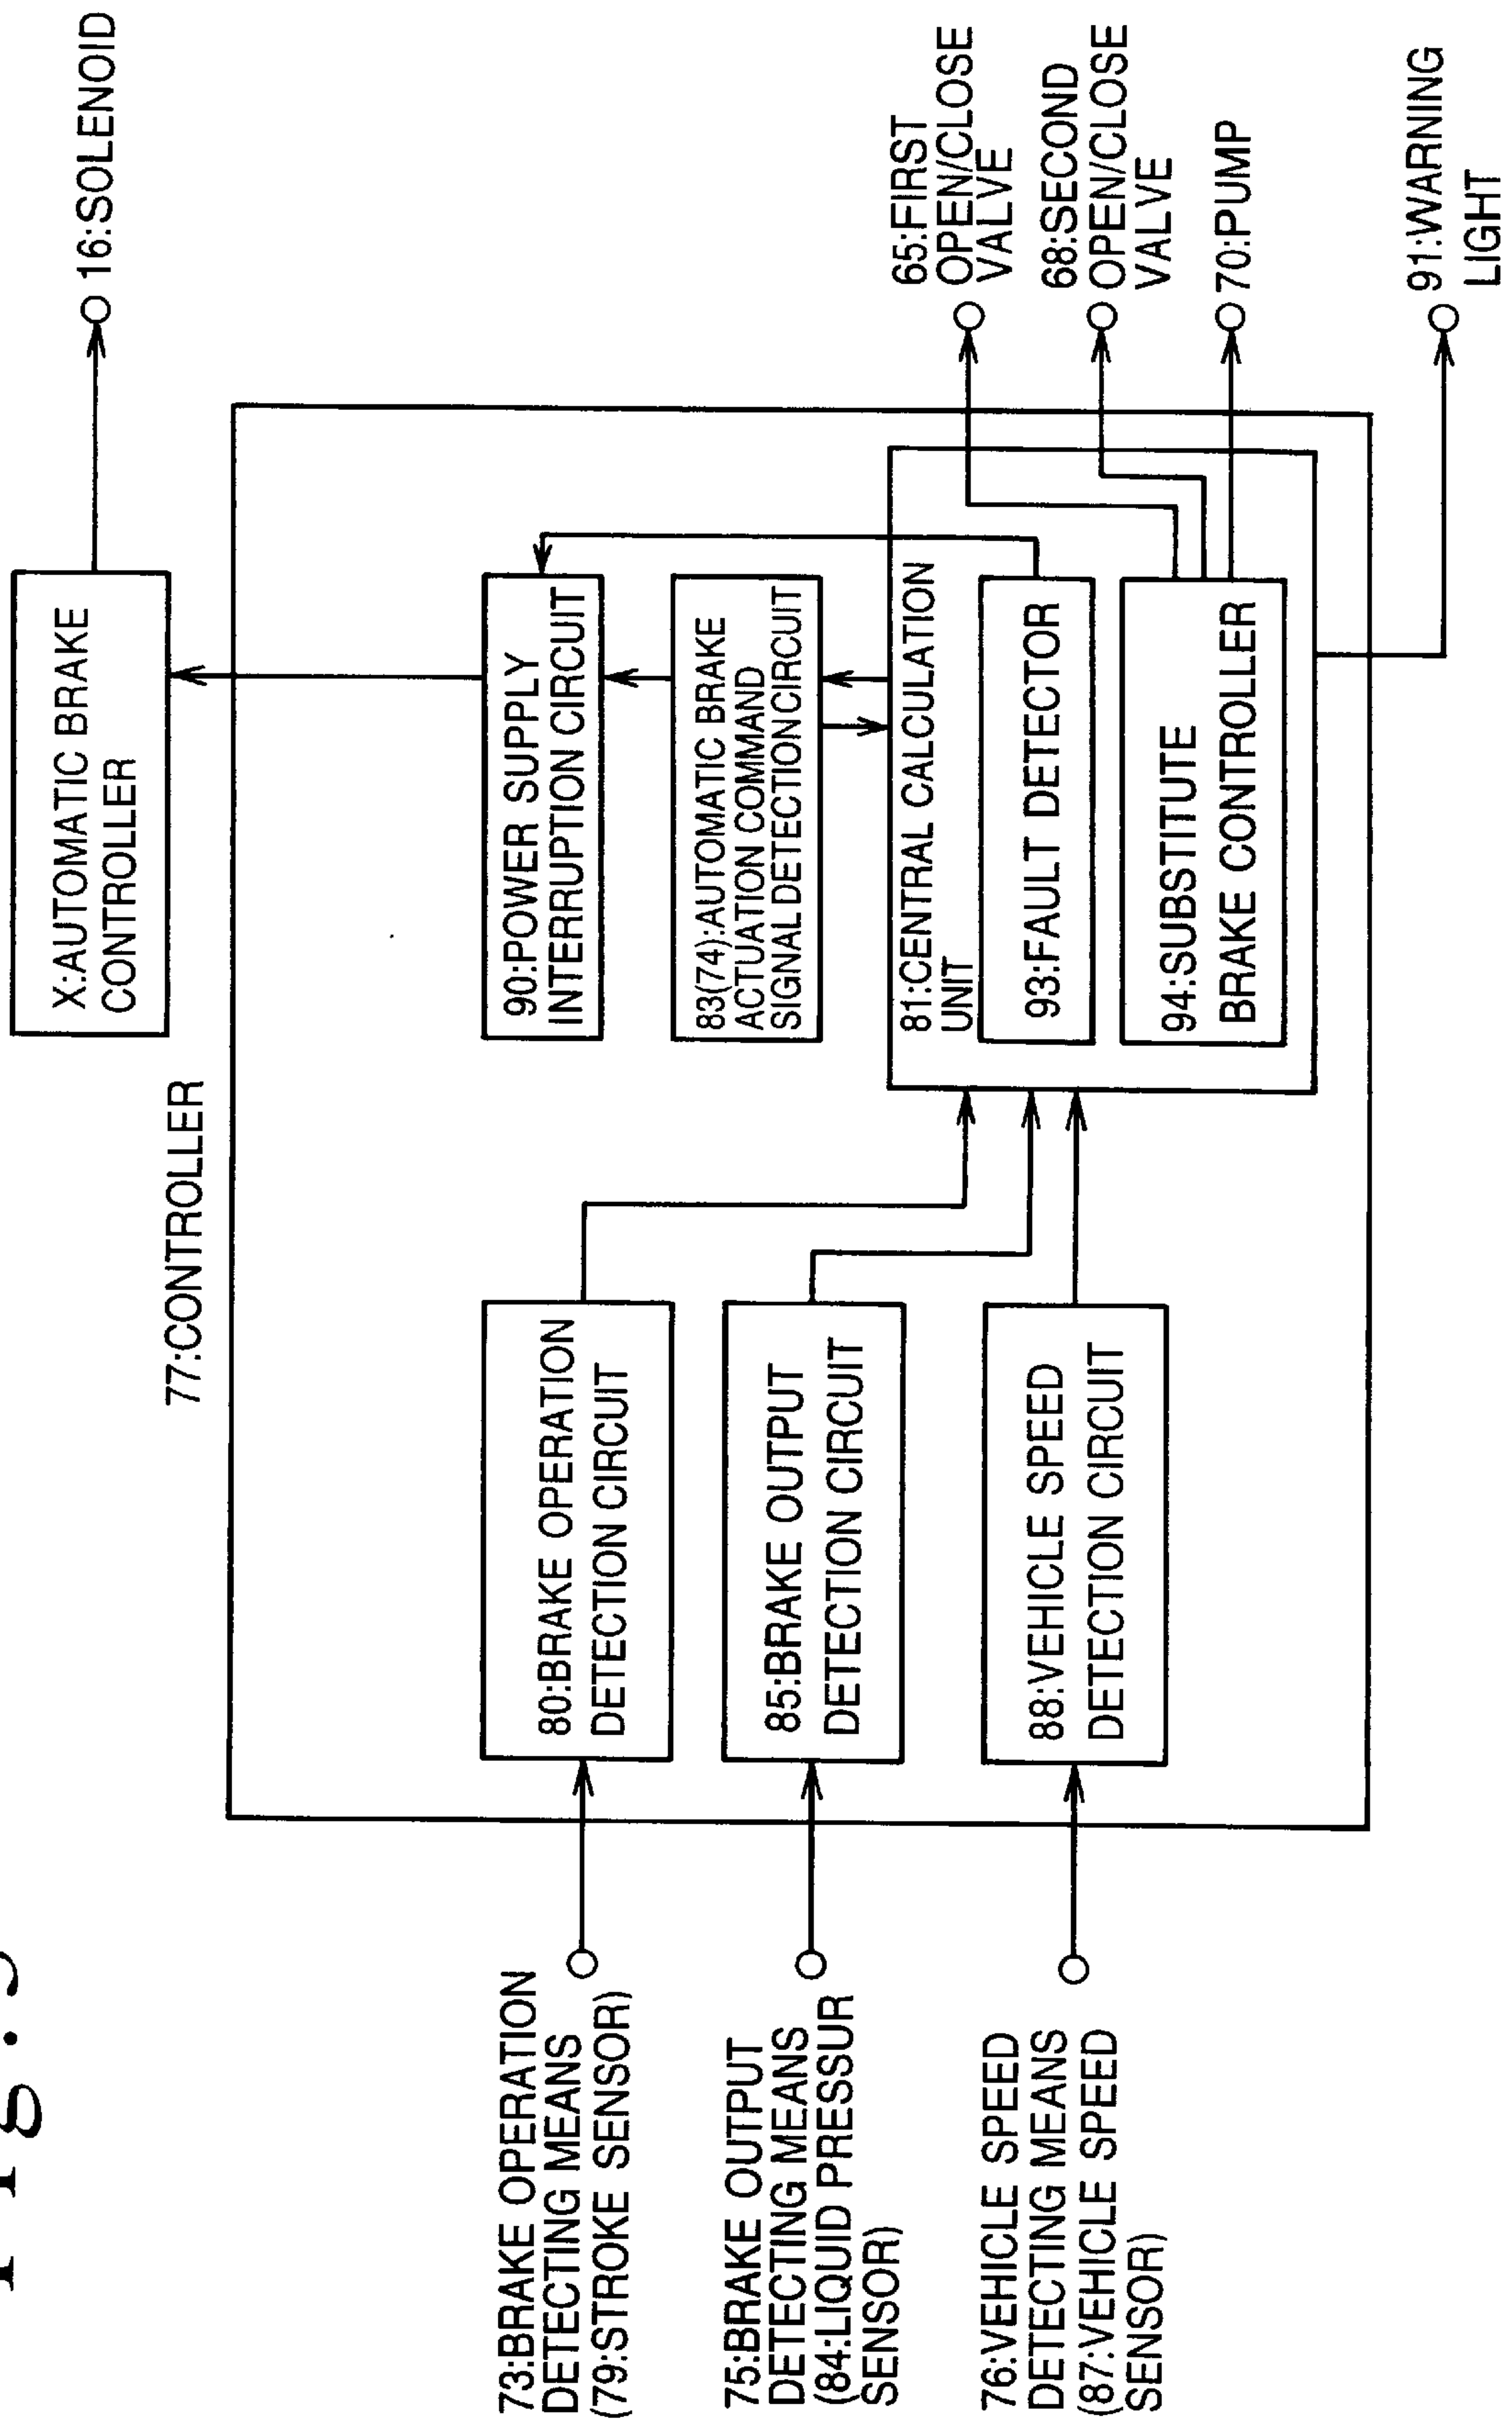 X:AUTOMATIC BRAKE
CONTROLLER
16:SOLENOID
77:CONTROLLER
73:BRAKE OPERATION
DETECTING MEANS
(79:STROKE SENSOR)
80:BRAKE OPERATION
DETECTION CIRCUIT
90:POWER SUPPLY
INTERRUPTION CIRCUIT
75:BRAKE OUTPUT
DETECTING MEANS
(84:LIQUID PRESSUR
SENSOR)
85:BRAKE OUTPUT
DETECTION CIRCUIT
83(74):AUTOMATIC BRAKE
ACTUATION COMMAND
SIGNAL DETECTION CIRCUIT
76:VEHICLE SPEED
DETECTING MEANS
(87:VEHICLE SPEED
SENSOR)
88:VEHICLE SPEED
DETECTION CIRCUIT
81:CENTRAL CALCULATION
UNIT
93:FAULT DETECTOR
94:SUBSTITUTE
BRAKE CONTROLLER
65:FIRST
OPEN/CLOSE
VALVE
68:SECOND
OPEN/CLOSE
VALVE
70:PUMP
91:WARNING
LIGHT